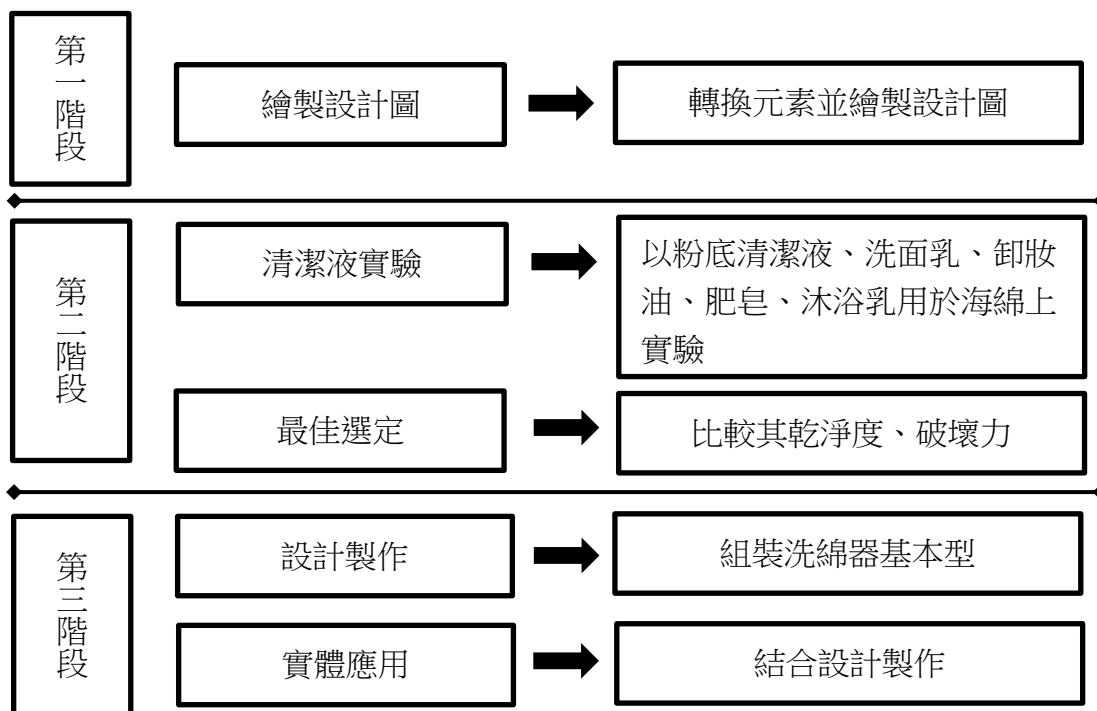 第一階段
繪製設計圖
轉換元素並繪製設計圖
第二階段
清潔液實驗
以粉底清潔液、洗面乳、卸妝
油、肥皂、沐浴乳用於海綿上
實驗
最佳選定
比較其乾淨度、破壞力
第三階段
設計製作
組裝洗綿器基本型
實體應用
結合設計製作